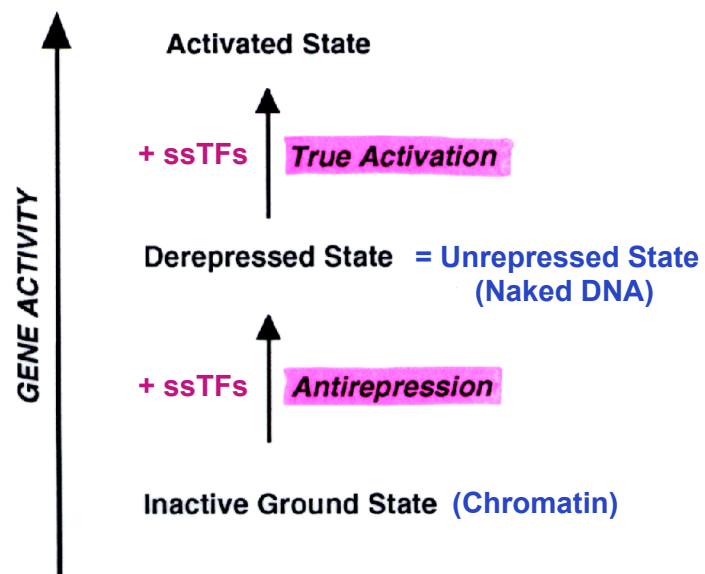 Activated State
+ ssTFs True Activation
GENE ACTIVITY
Derepressed State = Unrepressed State
(Naked DNA)
+ ssTFs Antirepression
Inactive Ground State (Chromatin)